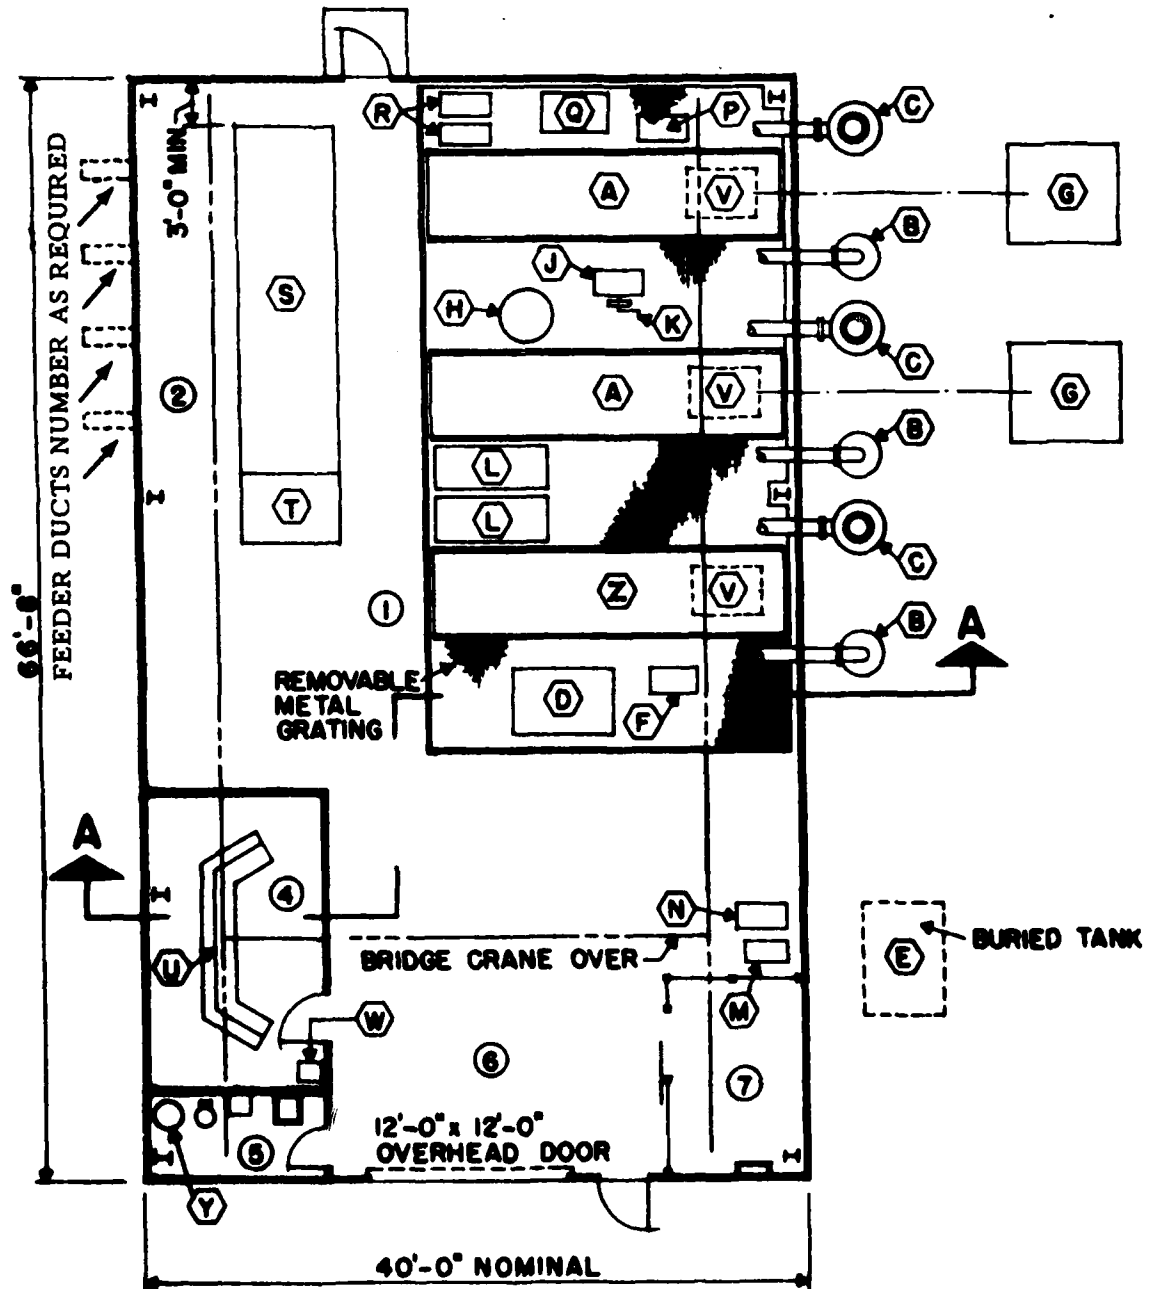 R
Q
P
C
3'-0" MIN.
A
V
G
B
J
S
H
K
C
FEEDER DUCTS NUMBER AS REQUIRED
2
A
V
G
B
L
T
L
C
Z
V
1
B
A
66'-8"
REMOVABLE
METAL
GRATING
D
F
A
4
N
BRIDGE CRANE OVER
E
BURIED TANK
U
M
W
6
7
12'-0" x 12'-0"
OVERHEAD DOOR
5
Y
40'-0" NOMINAL